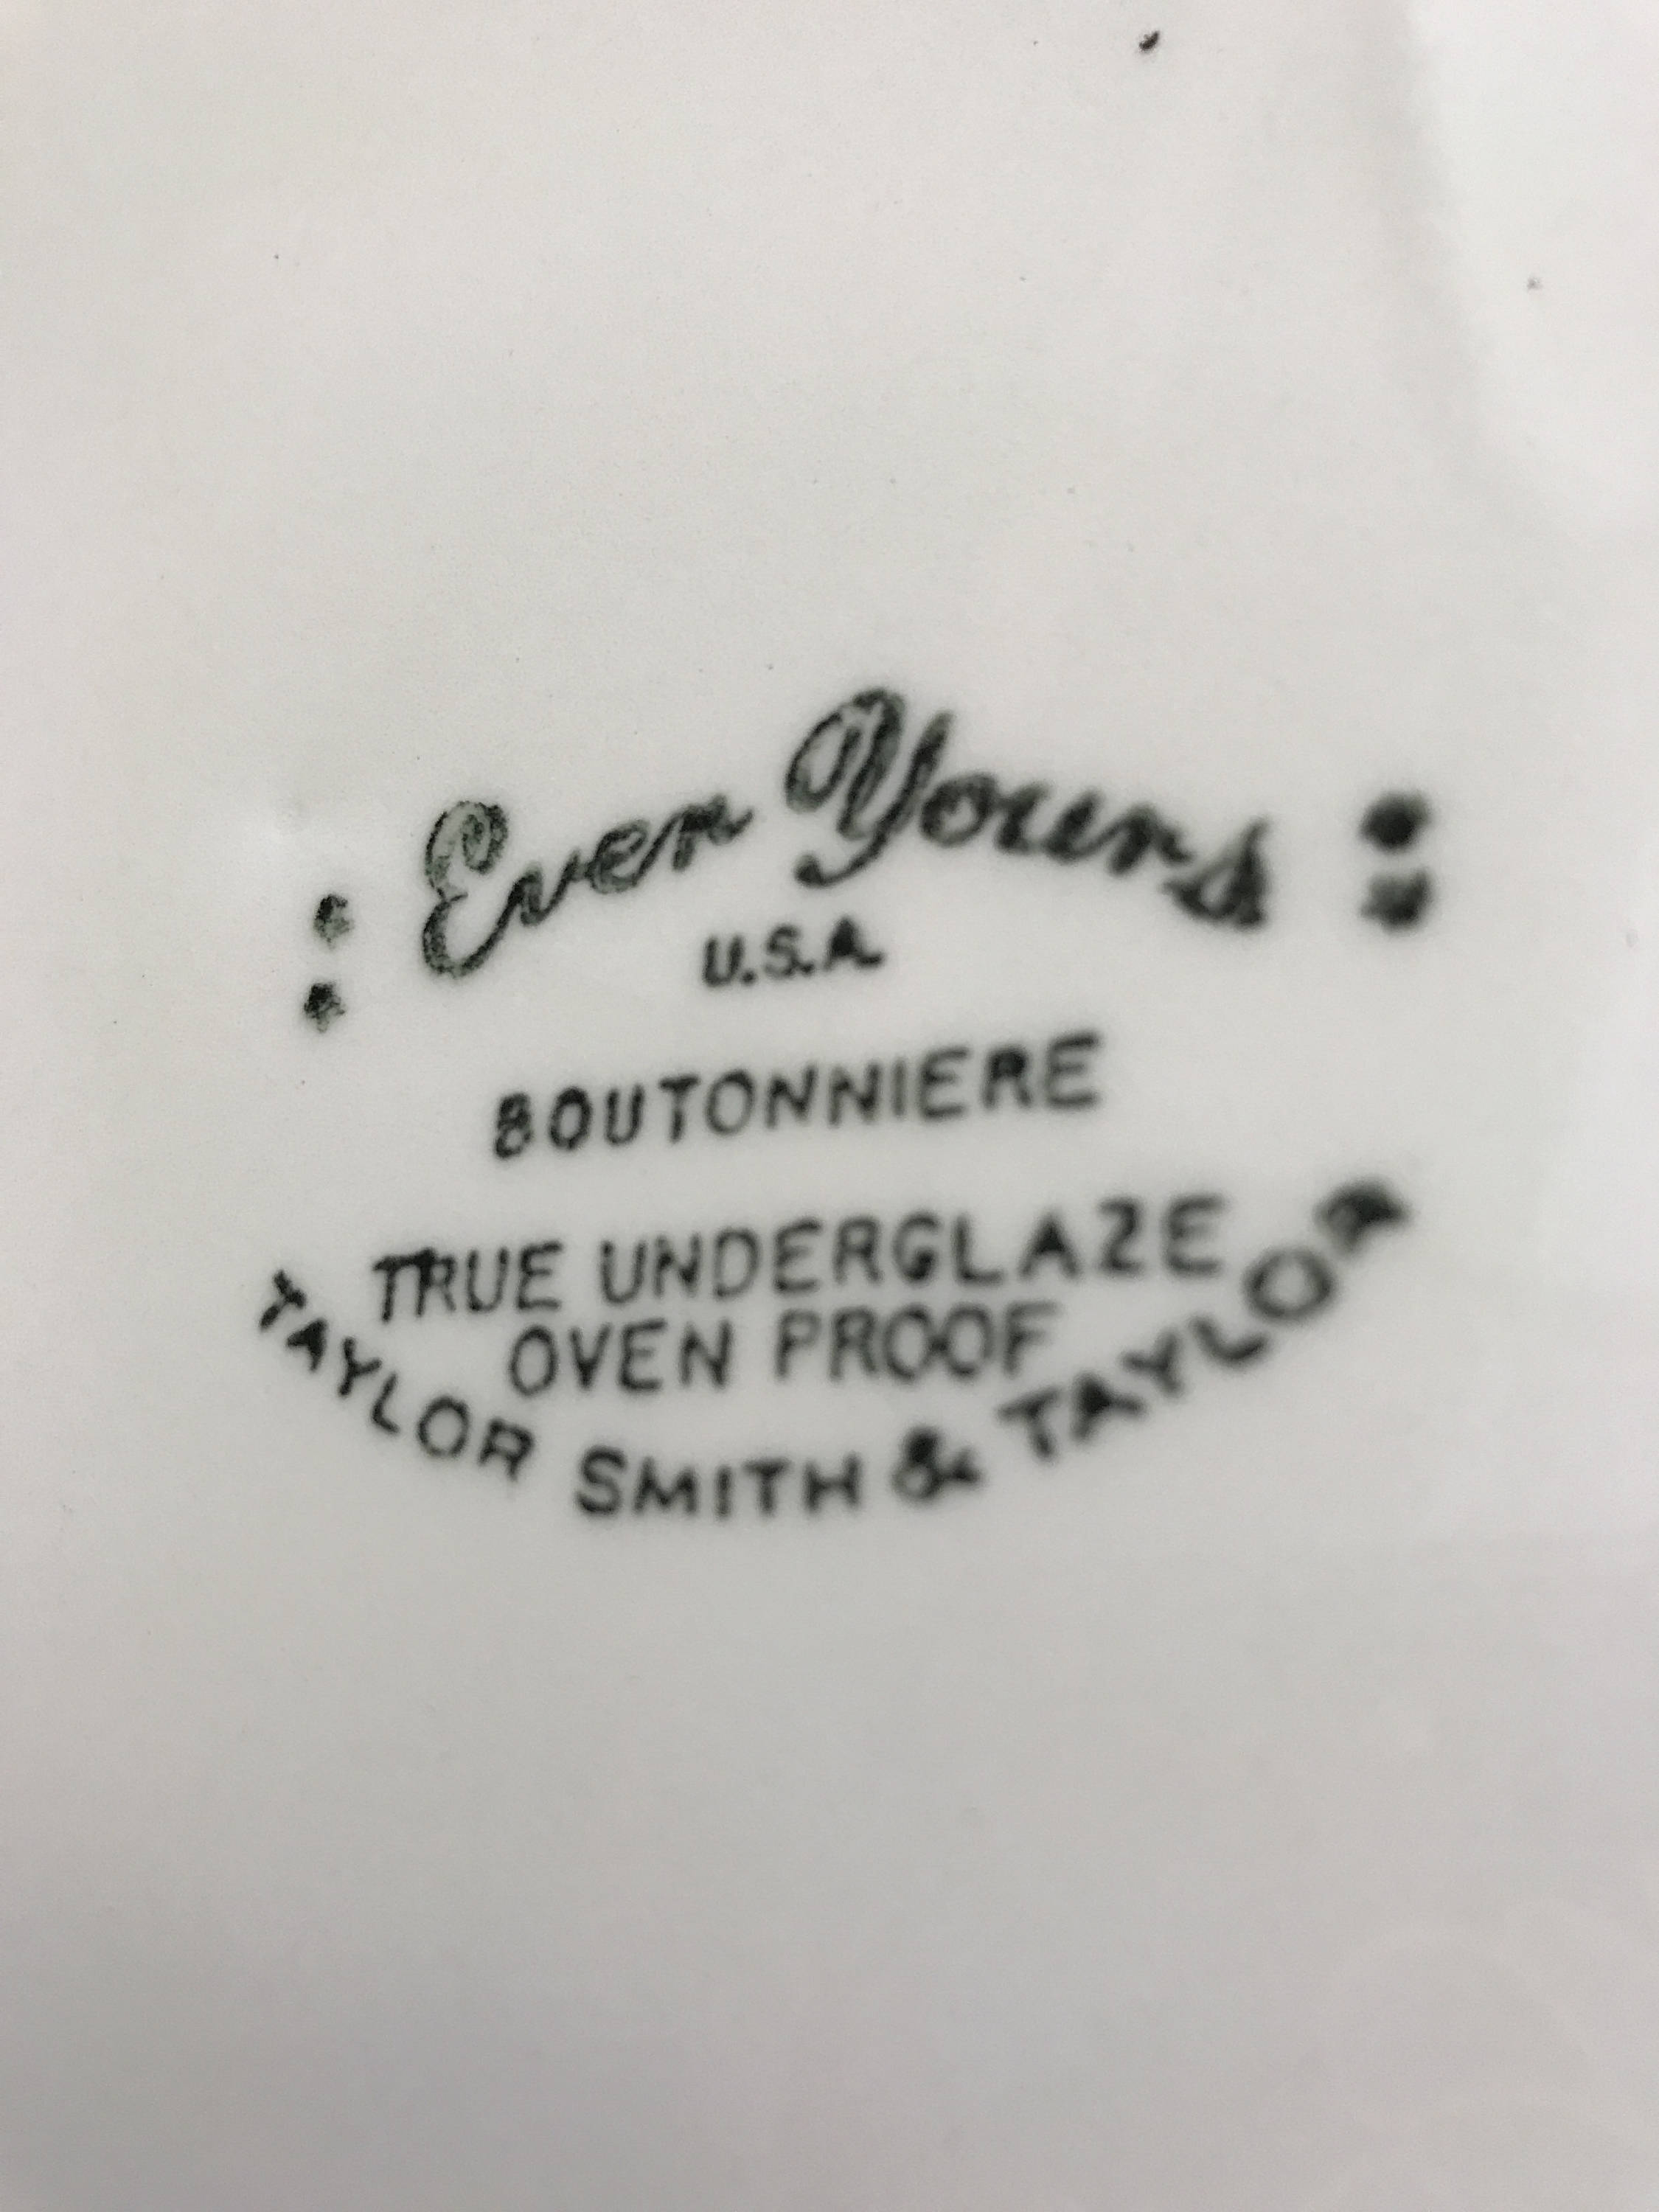 : Ever Yours :
U.S.A.
BOUTONNIERE
TRUE UNDERGLAZE
OVEN PROOF
TAYLOR SMITH & TAYLOR